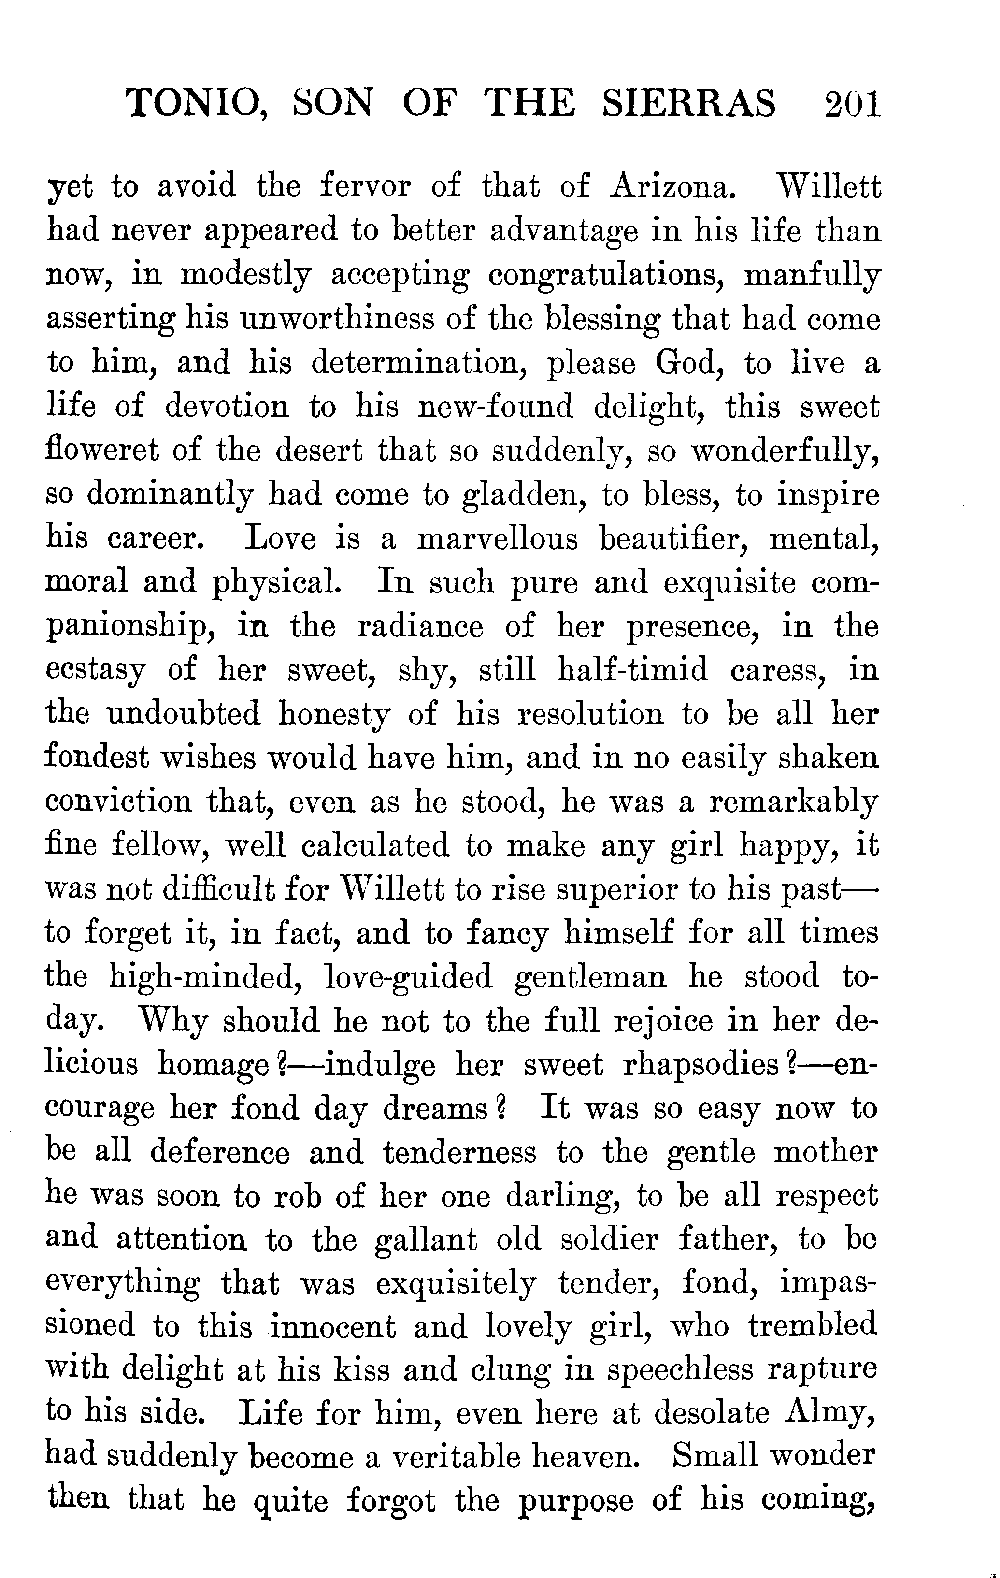 TONIO, SON OF THE SIERRAS 201
yet to avoid the fervor of that of Arizona. Willett
had never appeared to better advantage in his life than
now, in modestly accepting congratulations, manfully
asserting his unworthiness of the blessing that had come
to him, and his determination, please God, to live a
life of devotion to his new-found delight, this sweet
floweret of the desert that so suddenly, so wonderfully,
so dominantly had come to gladden, to bless, to inspire
his career. Love is a marvellous beautifier, mental,
moral and physical. In such pure and exquisite com-
panionship, in the radiance of her presence, in the
ecstasy of her sweet, shy, still half-timid caress, in
the undoubted honesty of his resolution to be all her
fondest wishes would have him, and in no easily shaken
conviction that, even as he stood, he was a remarkably
fine fellow, well calculated to make any girl happy, it
was not difficult for Willett to rise superior to his past—
to forget it, in fact, and to fancy himself for all times
the high-minded, love-guided gentleman he stood to-
day. Why should he not to the full rejoice in her de-
licious homage?—indulge her sweet rhapsodies?—en-
courage her fond day dreams? It was so easy now to
be all deference and tenderness to the gentle mother
he was soon to rob of her one darling, to be all respect
and attention to the gallant old soldier father, to be
everything that was exquisitely tender, fond, impas-
sioned to this innocent and lovely girl, who trembled
with delight at his kiss and clung in speechless rapture
to his side. Life for him, even here at desolate Almy,
had suddenly become a veritable heaven. Small wonder
then that he quite forgot the purpose of his coming,